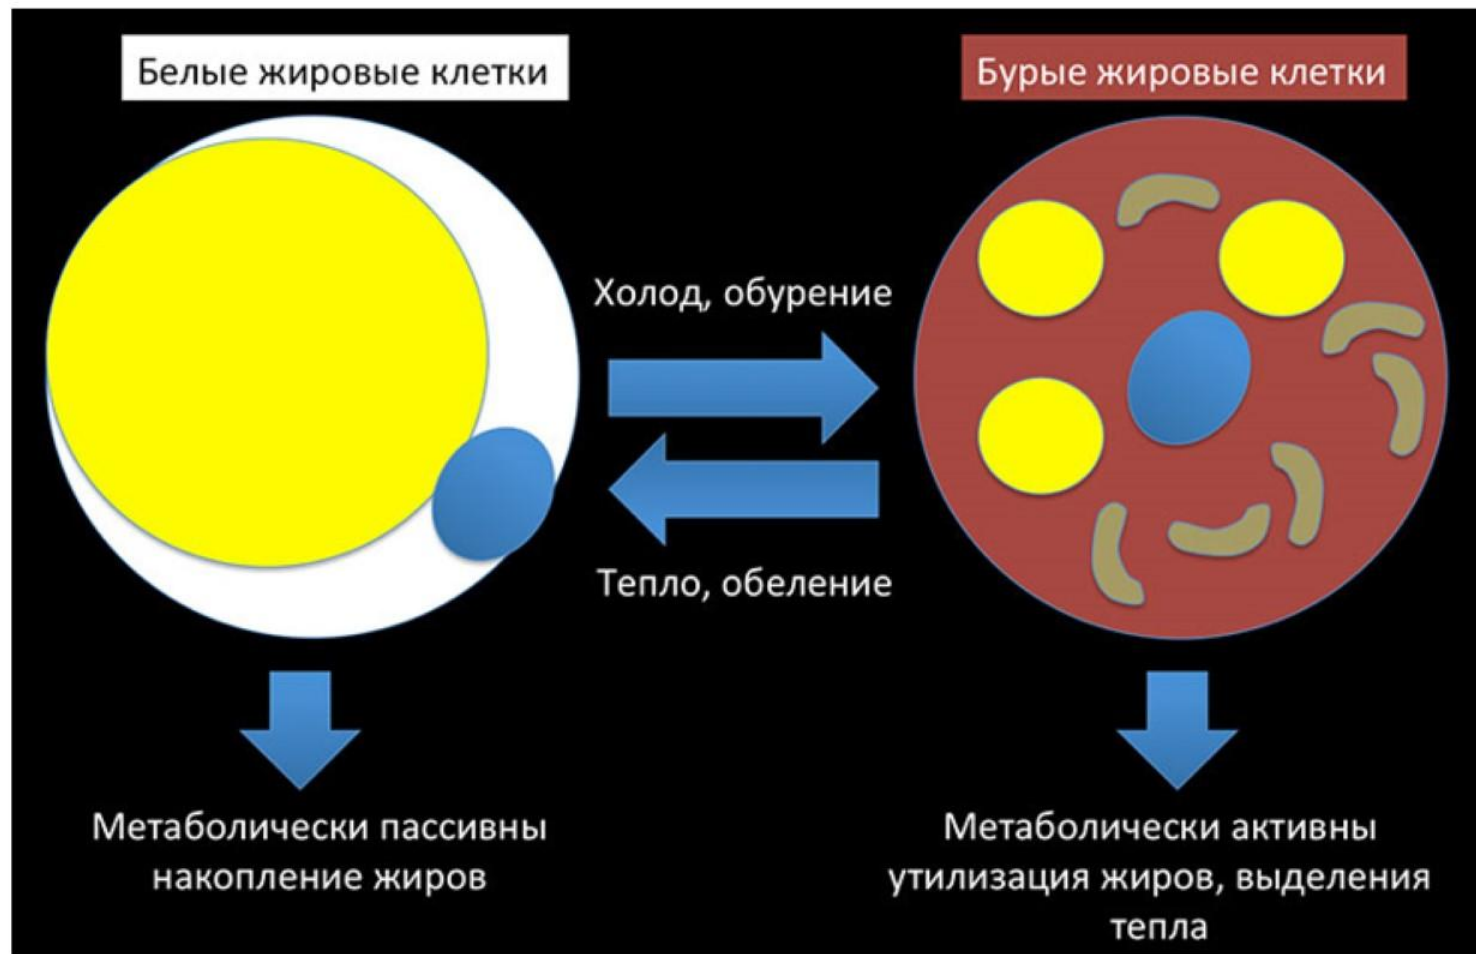 Белые жировые клетки
Бурые жировые клетки
Холод, обурение
Тепло, обеление
Метаболически пассивны
накопление жиров
Метаболически активны
утилизация жиров, выделения
тепла